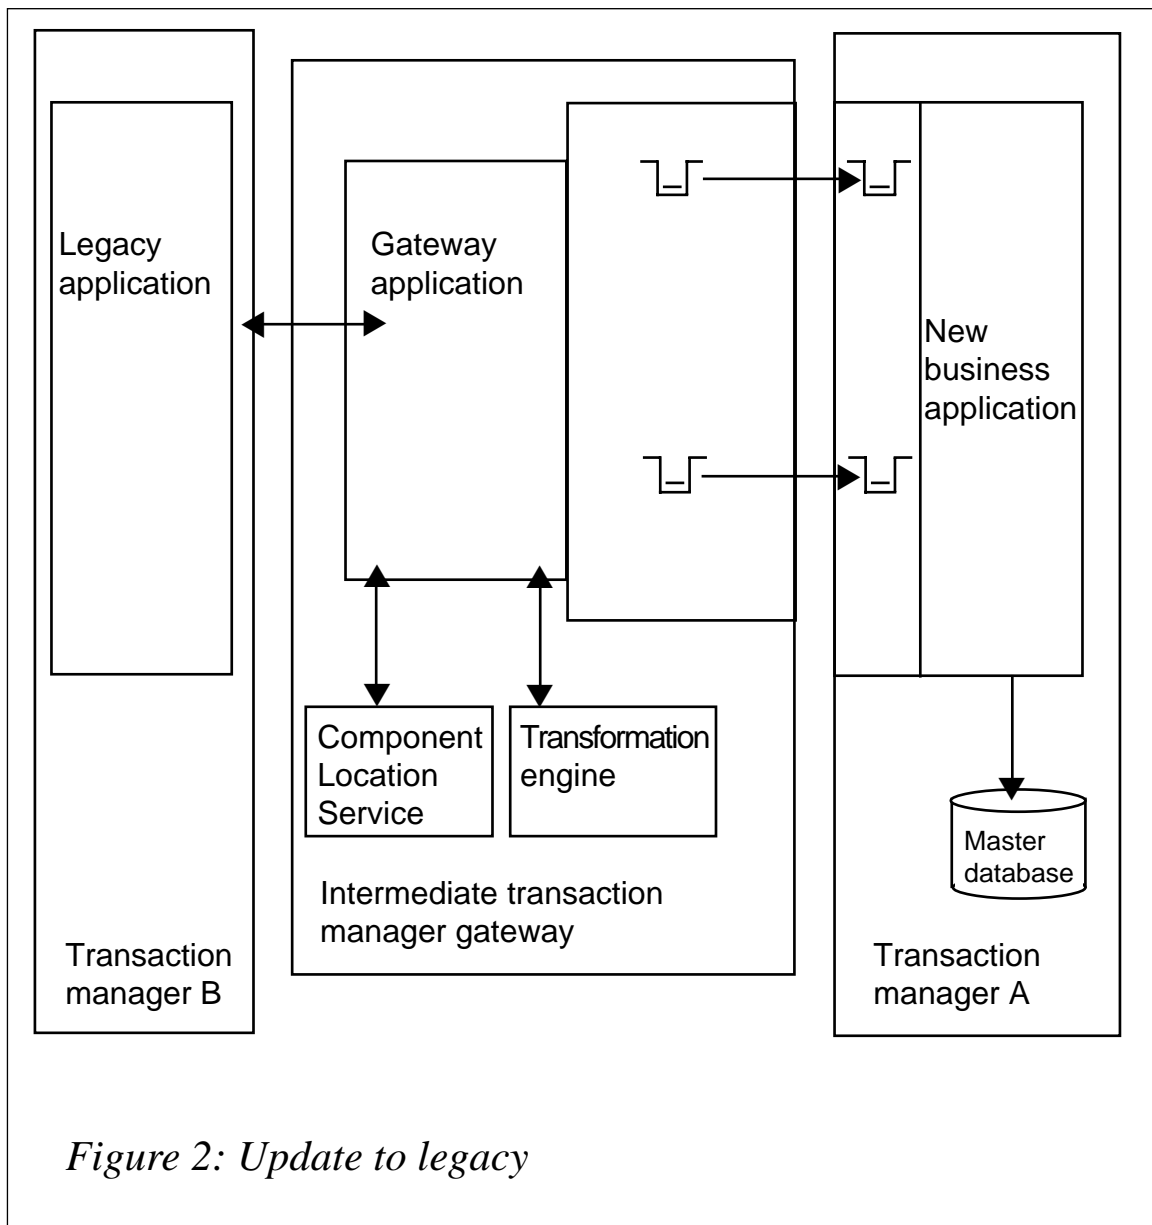 Legacy
application
Gateway
application
New
business
application
Component
Location
Service
Transformation
engine
Master
database
Intermediate transaction
manager gateway
Transaction
manager B
Transaction
manager A
Figure 2: Update to legacy